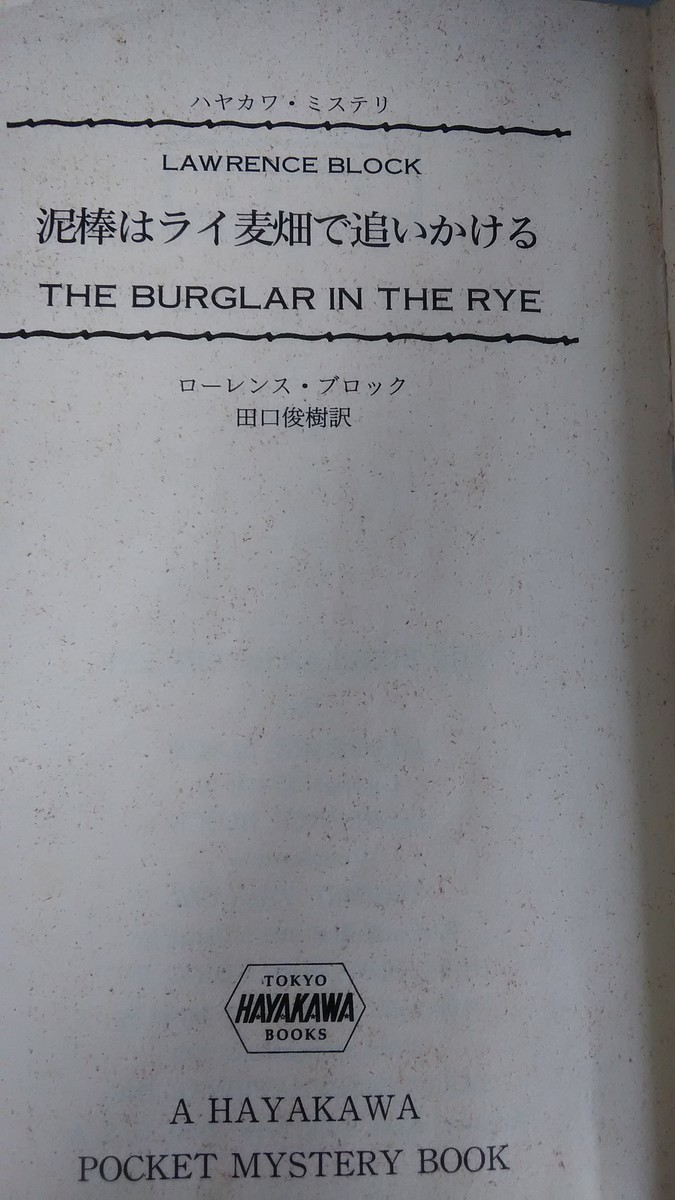 ハヤカワ・ミステリ
LAWRENCE BLOCK
泥棒はライ麦畑で追いかける
THE BURGLAR IN THE RYE
ローレンス・ブロック
田口俊樹訳
TOKYO
HAYAKAWA
BOOKS
A HAYAKAWA
POCKET MYSTERY BOOK